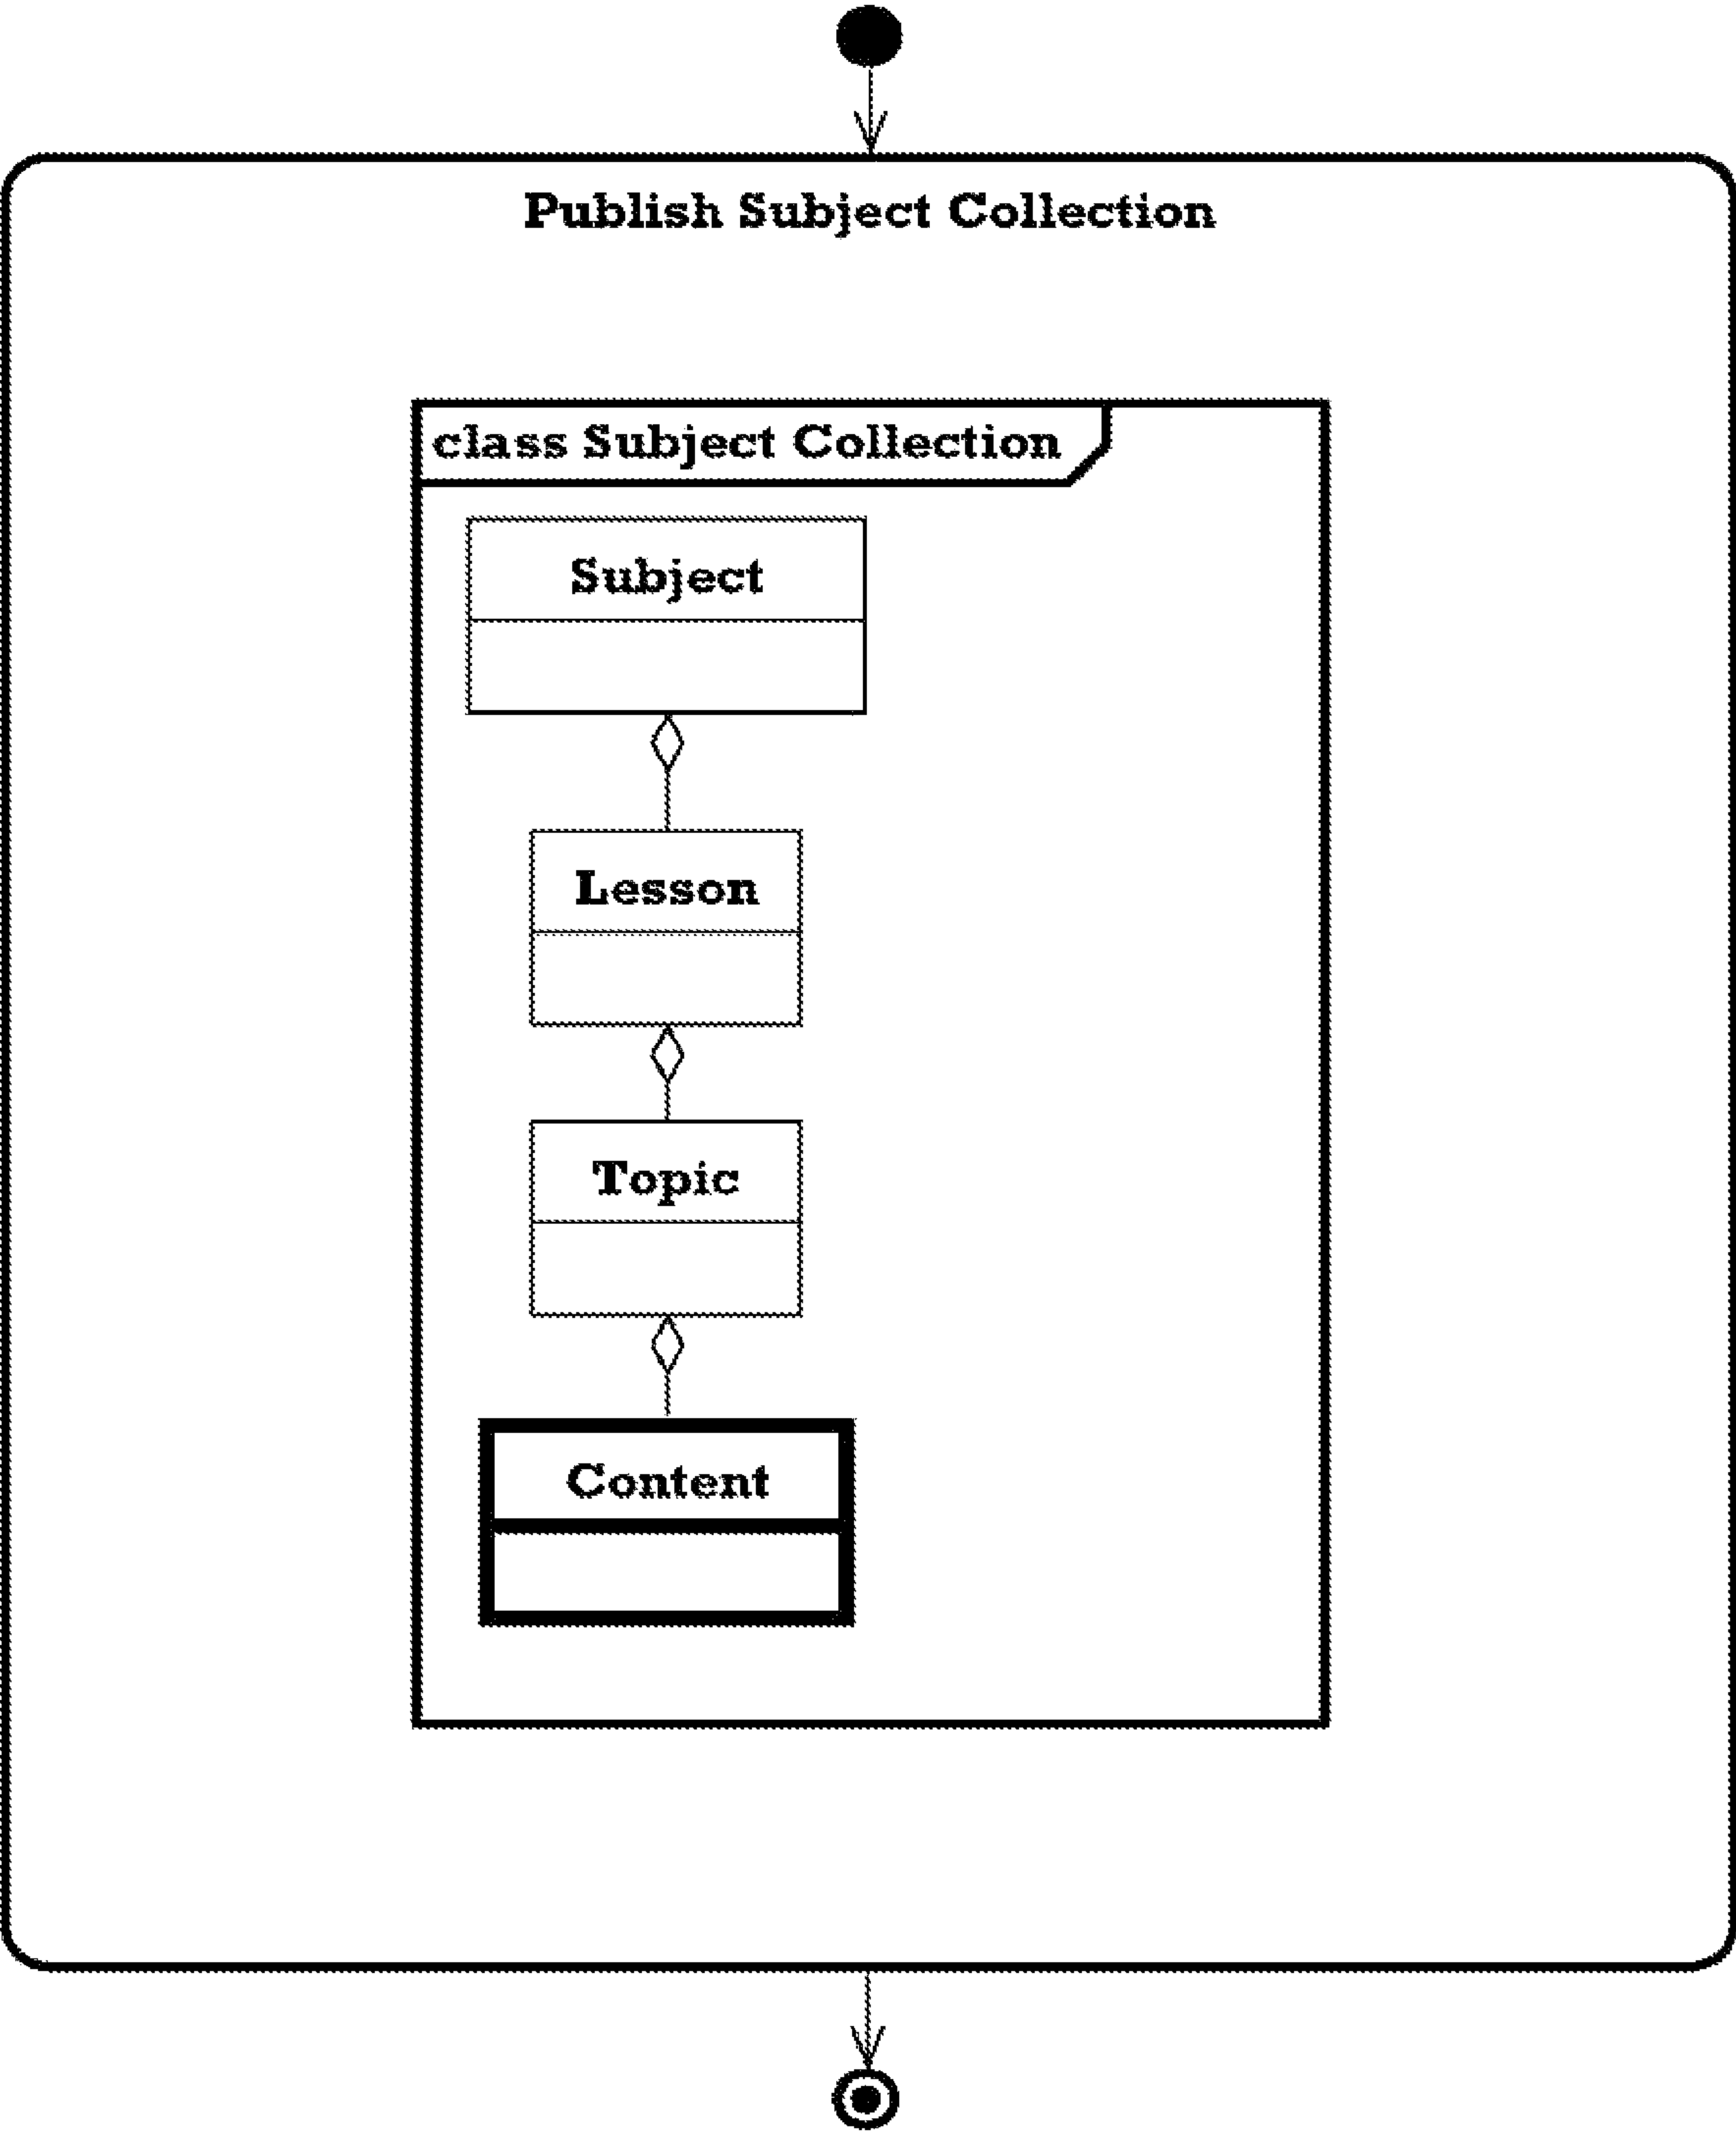 Publish Subject Collection
class Subject Collection
Subject
Lesson
Topic
Content